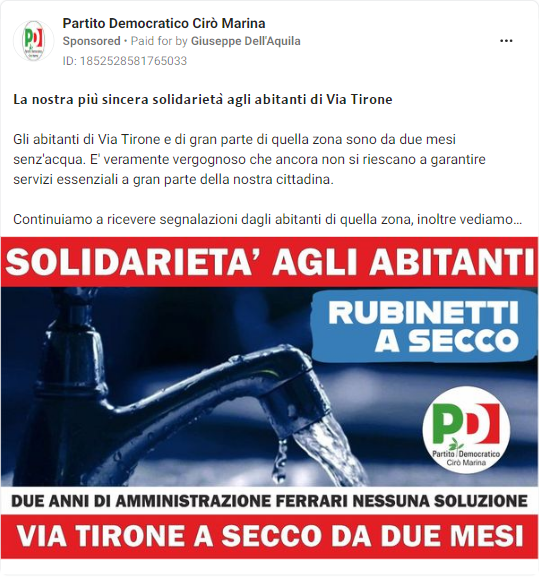 Partito Democratico Cirò Marina
Sponsored • Paid for by Giuseppe Dell'Aquila
ID: 1852528581765033
La nostra più sincera solidarietà agli abitanti di Via Tirone
Gli abitanti di Via Tirone e di gran parte di quella zona sono da due mesi
senz'acqua. E' veramente vergognoso che ancora non si riescano a garantire
servizi essenziali a gran parte della nostra cittadina.
Continuiamo a ricevere segnalazioni dagli abitanti di quella zona, inoltre vediamo...
SOLIDARIETA' AGLI ABITANTI
RUBINETTI
A SECCO
PD
Partito Democratico
Cirò Marina
DUE ANNI DI AMMINISTRAZIONE FERRARI NESSUNA SOLUZIONE
VIA TIRONE A SECCO DA DUE MESI